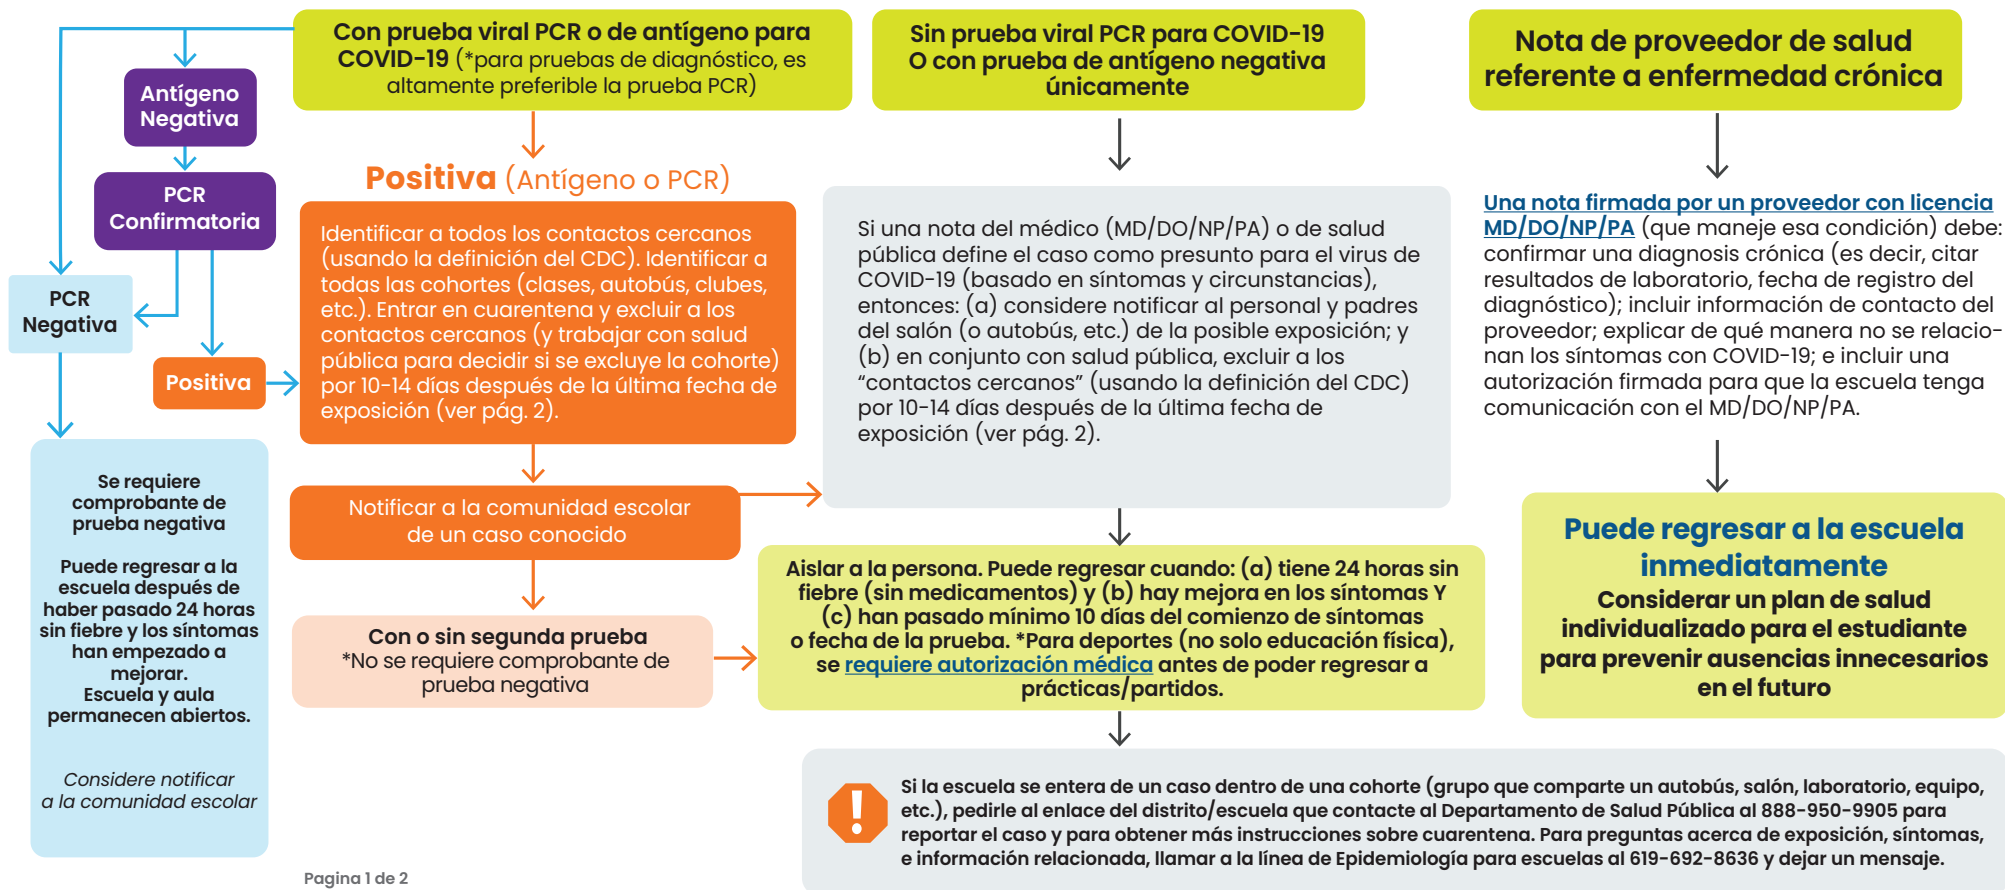 Con prueba viral PCR o de antígeno para
COVID-19 (*para pruebas de diagnóstico, es
altamente preferible la prueba PCR)
Antígeno
Negativa
PCR
Confirmatoria
PCR
Negativa
Positiva
Se requiere
comprobante de
prueba negativa
Puede regresar a la
escuela después de
haber pasado 24 horas
sin fiebre y los síntomas
han empezado a
mejorar.
Escuela y aula
permanecen abiertos.
Considere notificar
a la comunidad escolar
Positiva (Antígeno o PCR)
Identificar a todos los contactos cercanos
(usando la definición del CDC). Identificar a
todas las cohortes (clases, autobús, clubes,
etc.). Entrar en cuarentena y excluir a los
contactos cercanos (y trabajar con salud
pública para decidir si se excluye la cohorte)
por 10-14 días después de la última fecha de
exposición (ver pág. 2).
Notificar a la comunidad escolar
de un caso conocido
Con o sin segunda prueba
*No se requiere comprobante de
prueba negativa
Sin prueba viral PCR para COVID-19
O con prueba de antígeno negativa
únicamente
Si una nota del médico (MD/DO/NP/PA) o de salud
pública define el caso como presunto para el virus de
COVID-19 (basado en síntomas y circunstancias),
entonces: (a) considere notificar al personal y padres
del salón (o autobús, etc.) de la posible exposición; y
(b) en conjunto con salud pública, excluir a los
“contactos cercanos” (usando la definición del CDC)
por 10-14 días después de la última fecha de
exposición (ver pág. 2).
Aislar a la persona. Puede regresar cuando: (a) tiene 24 horas sin
fiebre (sin medicamentos) y (b) hay mejora en los síntomas Y
(c) han pasado mínimo 10 días del comienzo de síntomas
o fecha de la prueba. *Para deportes (no solo educación física),
se requiere autorización médica antes de poder regresar a
prácticas/partidos.
Nota de proveedor de salud
referente a enfermedad crónica
Una nota firmada por un proveedor con licencia
MD/DO/NP/PA (que maneje esa condición) debe:
confirmar una diagnosis crónica (es decir, citar
resultados de laboratorio, fecha de registro del
diagnóstico); incluir información de contacto del
proveedor; explicar de qué manera no se relacio-
nan los síntomas con COVID-19; e incluir una
autorización firmada para que la escuela tenga
comunicación con el MD/DO/NP/PA.
Puede regresar a la escuela
inmediatamente
Considerar un plan de salud
individualizado para el estudiante
para prevenir ausencias innecesarios
en el futuro
!
Si la escuela se entera de un caso dentro de una cohorte (grupo que comparte un autobús, salón, laboratorio, equipo,
etc.), pedirle al enlace del distrito/escuela que contacte al Departamento de Salud Pública al 888-950-9905 para
reportar el caso y para obtener más instrucciones sobre cuarentena. Para preguntas acerca de exposición, síntomas,
e información relacionada, llamar a la línea de Epidemiología para escuelas al 619-692-8636 y dejar un mensaje.
Pagina 1 de 2